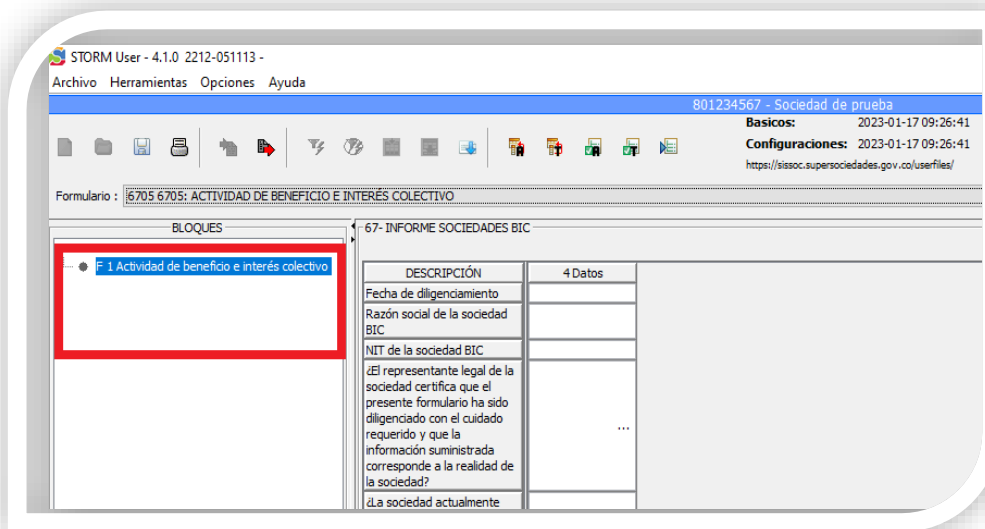 STORM User - 4.1.0 2212-051113 -
Archivo Herramientas Opciones Ayuda
801234567 - Sociedad de prueba
Basicos: 2023-01-17 09:26:41
Configuraciones: 2023-01-17 09:26:41
https://sissoc.supersociedades.gov.co/userfiles/
Formulario : 6705 6705: ACTIVIDAD DE BENEFICIO E INTERÉS COLECTIVO
BLOQUES
F 1 Actividad de beneficio e interés colectivo
67- INFORME SOCIEDADES BIC
DESCRIPCIÓN 4 Datos
Fecha de diligenciamiento
Razón social de la sociedad
BIC
NIT de la sociedad BIC
¿El representante legal de la
sociedad certifica que el
presente formulario ha sido
diligenciado con el cuidado
requerido y que la
información suministrada
corresponde a la realidad de
la sociedad?
...
¿La sociedad actualmente